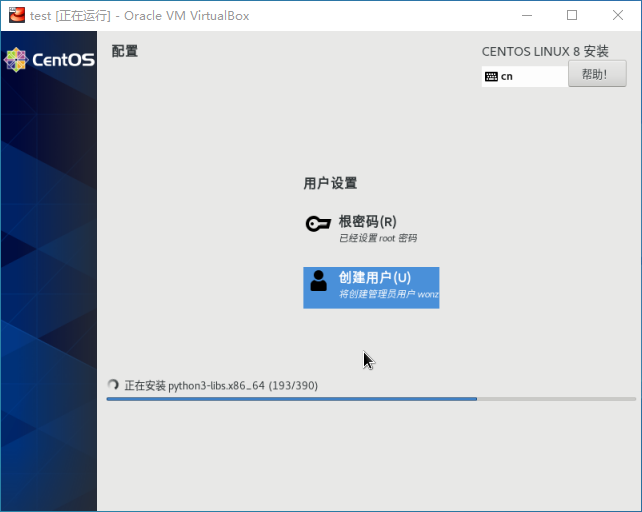 test [正在运行] - Oracle VM VirtualBox
CentOS
配置
CENTOS LINUX 8 安装
cn
帮助!
用户设置
根密码(R)
已经设置 root 密码
创建用户(U)
将创建管理员用户 wonz
正在安装 python3-libs.x86_64 (193/390)